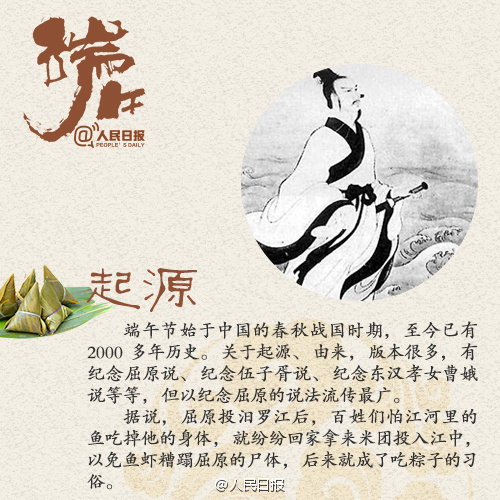 端午
@人民日报
PEOPLE'S DAILY
起源
端午节始于中国的春秋战国时期，至今已有
2000 多年历史。关于起源、由来，版本很多，有
纪念屈原说、纪念伍子胥说、纪念东汉孝女曹娥
说等等，但以纪念屈原的说法流传最广。
据说，屈原投汨罗江后，百姓们怕江河里的
鱼吃掉他的身体，就纷纷回家拿来米团投入江中，
以免鱼虾糟蹋屈原的尸体，后来就成了吃粽子的习
俗。
@人民日报